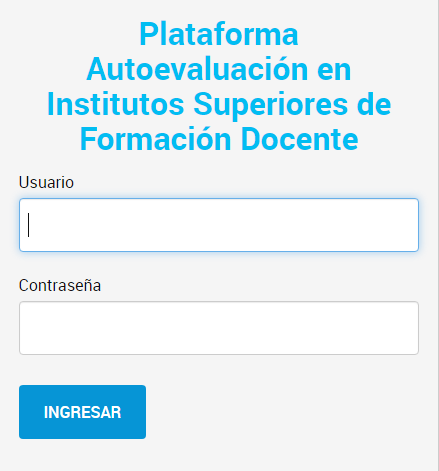 Plataforma
Autoevaluación en
Institutos Superiores de
Formación Docente
Usuario
Contraseña
INGRESAR